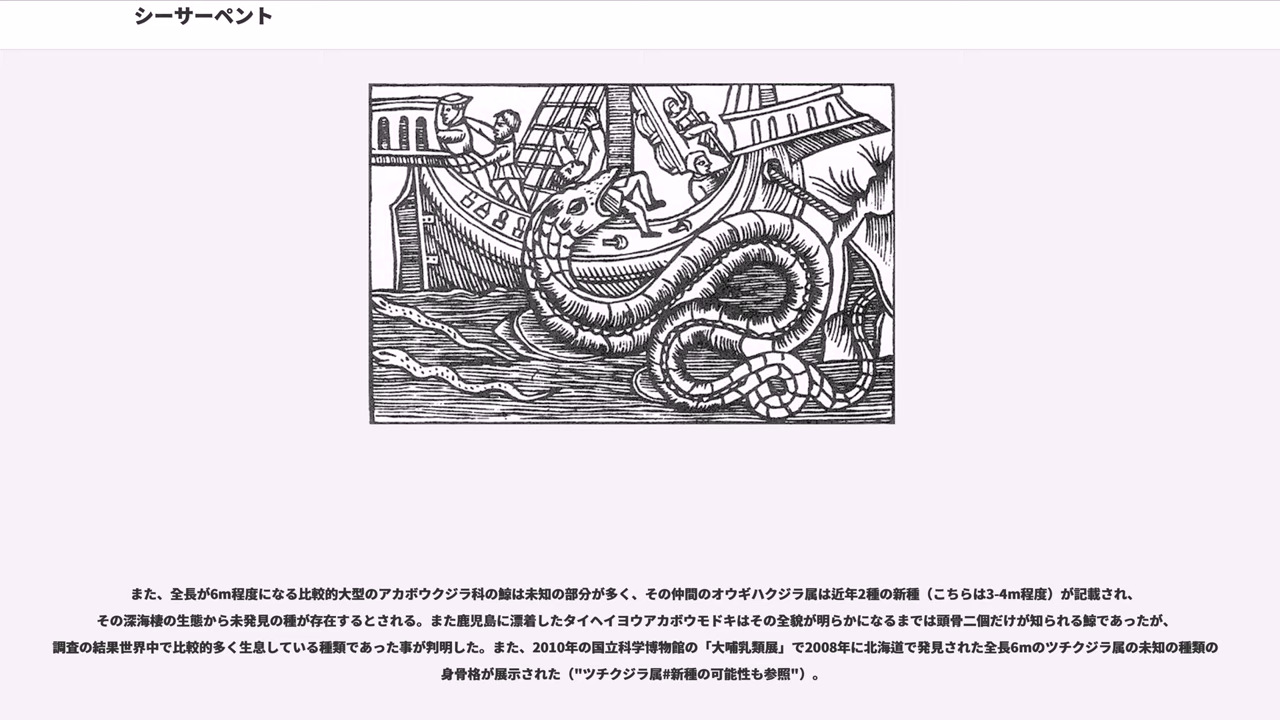 シーサーペント
また、全長が6m程度になる比較的大型のアカボウクジラ科の鯨は未知の部分が多く、その仲間のオウギハクジラ属は近年2種の新種（こちらは3-4m程度）が記載され、
その深海棲の生態から未発見の種が存在するとされる。また鹿児島に漂着したタイヘイヨウアカボウモドキはその全貌が明らかになるまでは頭骨二個だけが知られる鯨であったが、
調査の結果世界中で比較的多く生息している種類であった事が判明した。また、2010年の国立科学博物館の「大哺乳類展」で2008年に北海道で発見された全長6mのツチクジラ属の未知の種類の
身骨格が展示された（"ツチクジラ属#新種の可能性も参照"）。